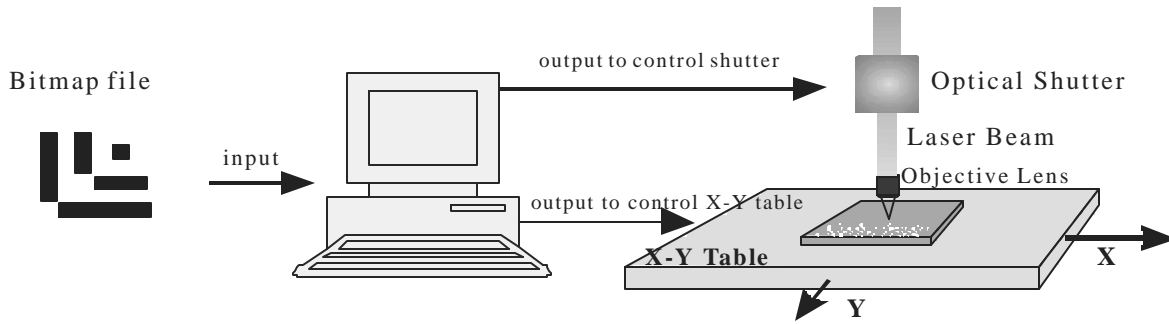 Bitmap file
input
output to control shutter
Optical Shutter
Laser Beam
Objective Lens
output to control X-Y table
X-Y Table
X
Y